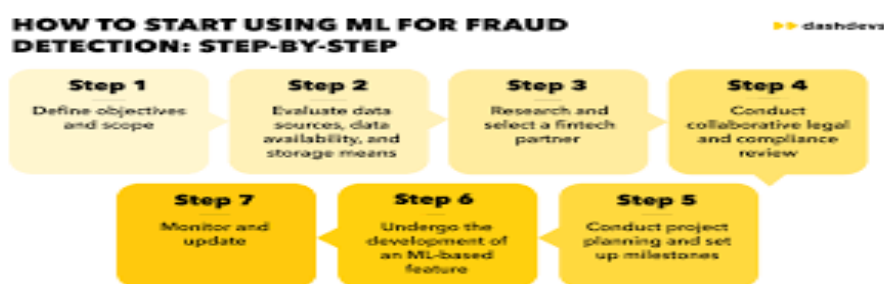 HOW TO START USING ML FOR FRAUD
DETECTION: STEP-BY-STEP
dashdevs
Step 1
Define objectives
and scope
Step 2
Evaluate data
sources, data
availability, and
storage means
Step 3
Research and
select a fintech
partner
Step 4
Conduct
collaborative legal
and compliance
review
Step 5
Conduct project
planning and set
up milestones
Step 6
Undergo the
development of
an ML-based
feature
Step 7
Monitor and
update